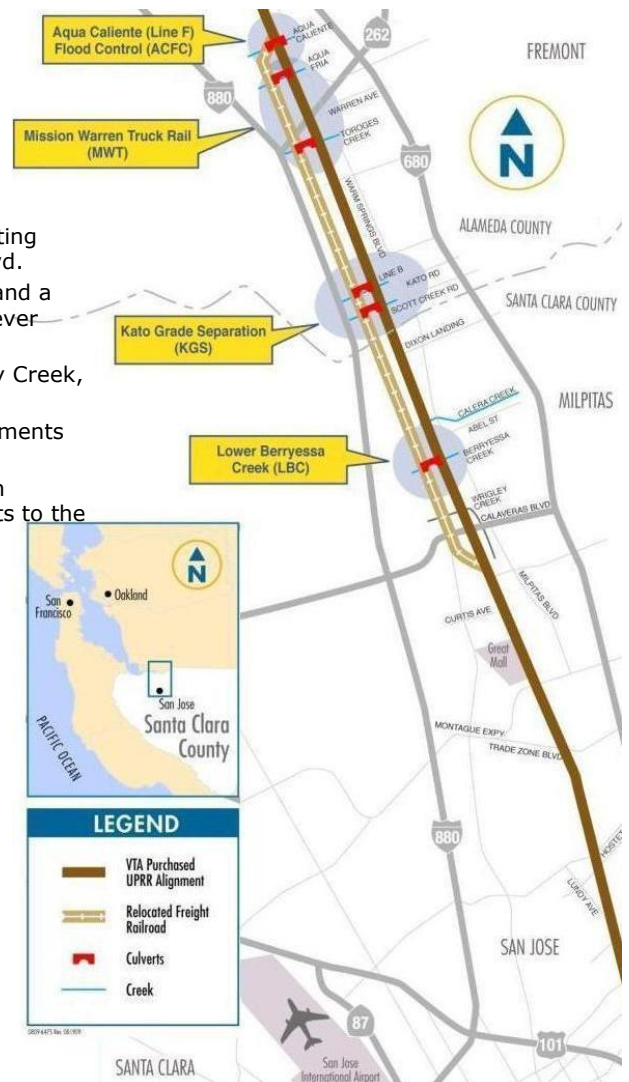 Aqua Caliente (Line F)
Flood Control (ACFC)
AQUA
CALIENTE
262
FREMONT
AQUA
FRIA
880
WARREN AVE
N
Mission Warren Truck Rail
(MWT)
TOROGES
CREEK
680
WARM SPRINGS BLVD
ALAMEDA COUNTY
ting
rd.
and a
ever
LINE B
KATO RD
SCOTT CREEK RD
SANTA CLARA COUNTY
Kato Grade Separation
(KGS)
DIXON LANDING
y Creek,
CALERA CREEK
MILPITAS
ABEL ST
ments
Lower Berryessa
Creek (LBC)
BERRYESSA
CREEK
n
ts to the
WRIGLEY
CREEK
CALAVERAS BLVD
N
San
Francisco
Oakland
MILPITAS BLVD
CURTIS AVE
Great
Mall
San Jose
Santa Clara
County
PACIFIC OCEAN
MONTAGUE EXPY
TRADE ZONE BLVD
LEGEND
VTA Purchased
UPRR Alignment
880
HOSTET
Relocated Freight
Railroad
LUNDY AVE
Culverts
SAN JOSE
Creek
87
101
SANTA CLARA
San Jose
International Airport